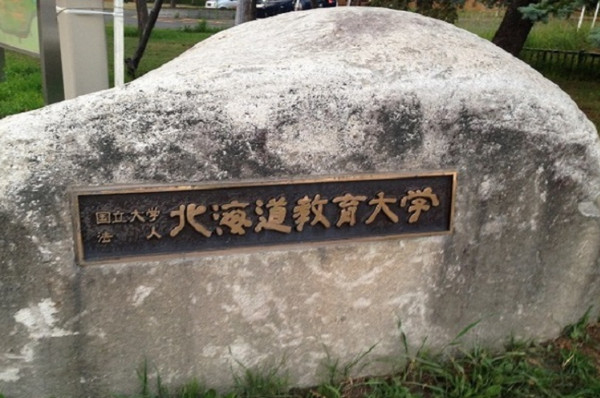 国立大学
法人
北海道教育大学